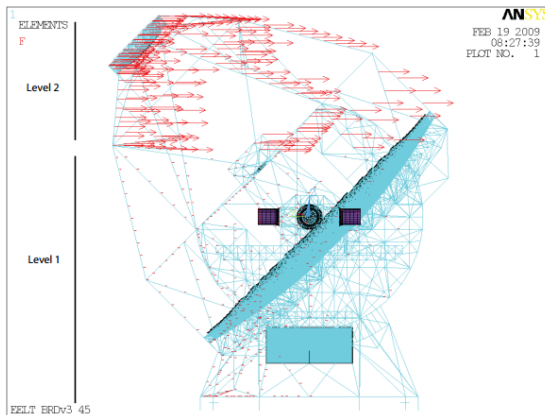 1
ELEMENTS
F
Level 2
Level 1
EELT BRDv3 45
ANSYS
FEB 19 2009
08:27:39
PLOT NO. 1